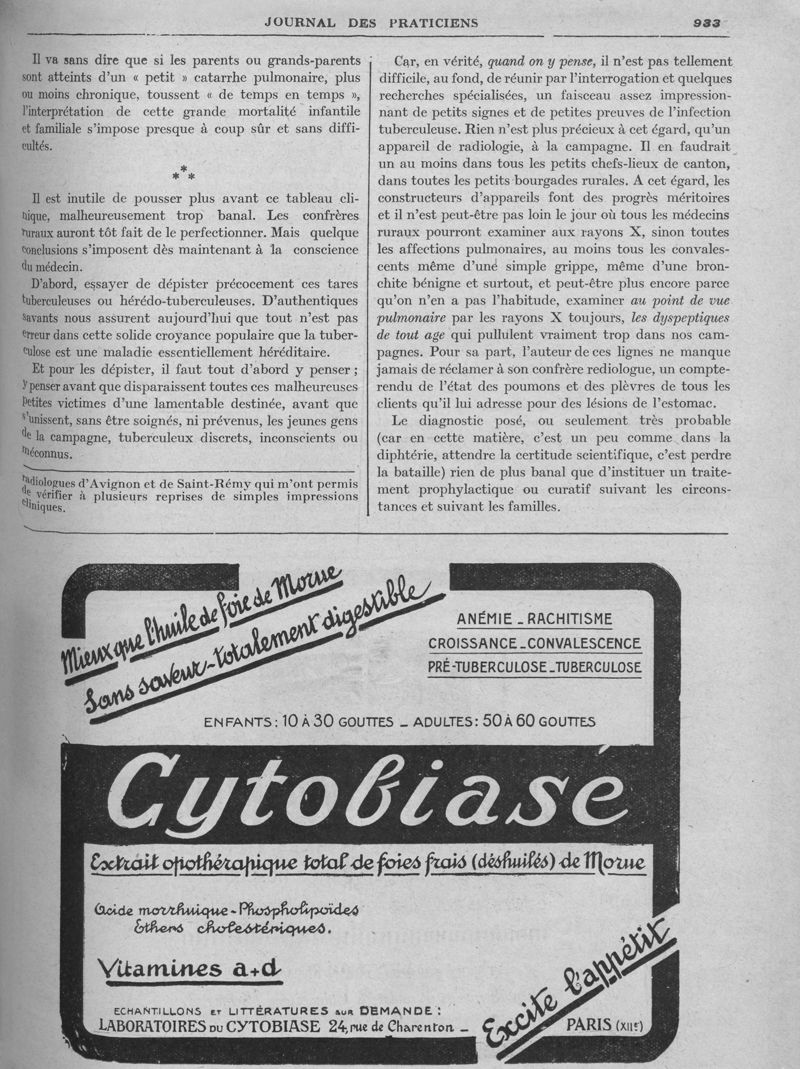 JOURNAL DES PRATICIENS
933
Il va sans dire que si les parents ou grands-parents
sont atteints d'un « petit » catarrhe pulmonaire, plus
ou moins chronique, toussent « de temps en temps »,
l'interprétation de cette grande mortalité infantile
et familiale s'impose presque à coup sûr et sans diffi-
cultés.
*
* *
Il est inutile de pousser plus avant ce tableau cli-
nique, malheureusement trop banal. Les confrères
ruraux auront tôt fait de le perfectionner. Mais quelque
conclusions s'imposent dès maintenant à la conscience
du médecin.
D'abord, essayer de dépister précocement ces tares
tuberculeuses ou hérédo-tuberculeuses. D'authentiques
savants nous assurent aujourd'hui que tout n'est pas
erreur dans cette solide croyance populaire que la tuber-
culose est une maladie essentiellement héréditaire.
Et pour les dépister, il faut tout d'abord y penser ;
y penser avant que disparaissent toutes ces malheureuses
petites victimes d'une lamentable destinée, avant que
s'unissent, sans être soignés, ni prévenus, les jeunes gens
de la campagne, tuberculeux discrets, inconscients ou
méconnus.
radiologues d'Avignon et de Saint-Rémy qui m'ont permis
de vérifier à plusieurs reprises de simples impressions
cliniques.
Car, en vérité, quand on y pense, il n'est pas tellement
difficile, au fond, de réunir par l'interrogation et quelques
recherches spécialisées, un faisceau assez impression-
nant de petits signes et de petites preuves de l'infection
tuberculeuse. Rien n'est plus précieux à cet égard, qu'un
appareil de radiologie, à la campagne. Il en faudrait
un au moins dans tous les petits chefs-lieux de canton,
dans toutes les petits bourgades rurales. A cet égard, les
constructeurs d'appareils font des progrès méritoires
et il n'est peut-être pas loin le jour où tous les médecins
ruraux pourront examiner aux rayons X, sinon toutes
les affections pulmonaires, au moins tous les convales-
cents même d'uné simple grippe, même d'une bron-
chite bénigne et surtout, et peut-être plus encore parce
qu'on n'en a pas l'habitude, examiner au point de vue
pulmonaire par les rayons X toujours, les dyspeptiques
de tout age qui pullulent vraiment trop dans nos cam-
pagnes. Pour sa part, l'auteur de ces lignes ne manque
jamais de réclamer à son confrère rediologue, un compte-
rendu de l'état des poumons et des plèvres de tous les
clients qu'il lui adresse pour des lésions de l'estomac.
Le diagnostic posé, ou seulement très probable
(car en cette matière, c'est un peu comme dans la
diphtérie, attendre la certitude scientifique, c'est perdre
la bataille) rien de plus banal que d'instituer un traite-
ment prophylactique ou curatif suivant les circons-
tances et suivant les familles.
Mieux que l'huile de foie de Morue
Sans saveur - totalement digestible
ANÉMIE - RACHITISME
CROISSANCE - CONVALESCENCE
PRÉ-TUBERCULOSE - TUBERCULOSE
ENFANTS : 10 À 30 GOUTTES - ADULTES : 50 À 60 GOUTTES
Cytobiase
Extrait opothérapique total de foies frais (déshuilés) de Morue
Acide morrhuique - Phospholipoïdes
Ethers cholestériques.
Vitamines a+d
ECHANTILLONS ET LITTÉRATURES SUR DEMANDE :
LABORATOIRES DU CYTOBIASE 24, rue de Charenton -
PARIS (XIIe)
Excite l'appétit